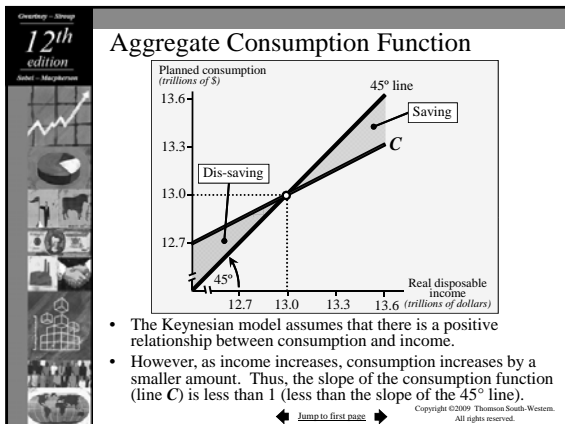 Gwartney – Stroup
12th
edition
Sobel – Macpherson
Aggregate Consumption Function
Planned consumption
(trillions of $)
13.6
13.3
13.0
12.7
45º line
Saving
C
Dis-saving
45º
Real disposable
income
12.7 13.0 13.3 13.6 (trillions of dollars)
• The Keynesian model assumes that there is a positive
relationship between consumption and income.
• However, as income increases, consumption increases by a
smaller amount. Thus, the slope of the consumption function
(line C) is less than 1 (less than the slope of the 45° line).
Jump to first page
Copyright ©2009 Thomson South-Western.
All rights reserved.